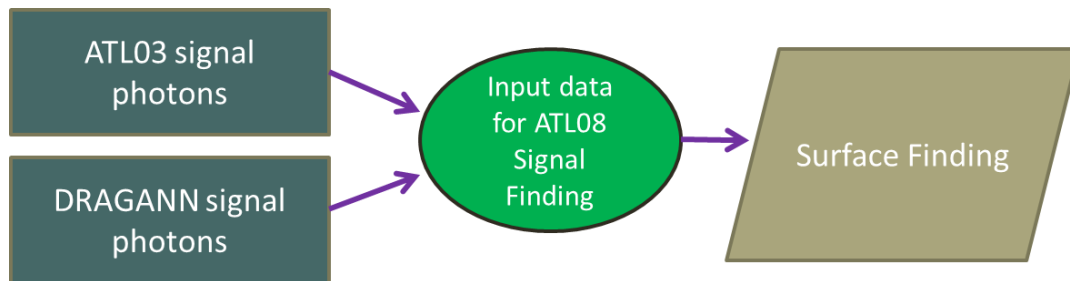 ATL03 signal
photons
DRAGANN signal
photons
Input data
for ATL08
Signal
Finding
Surface Finding